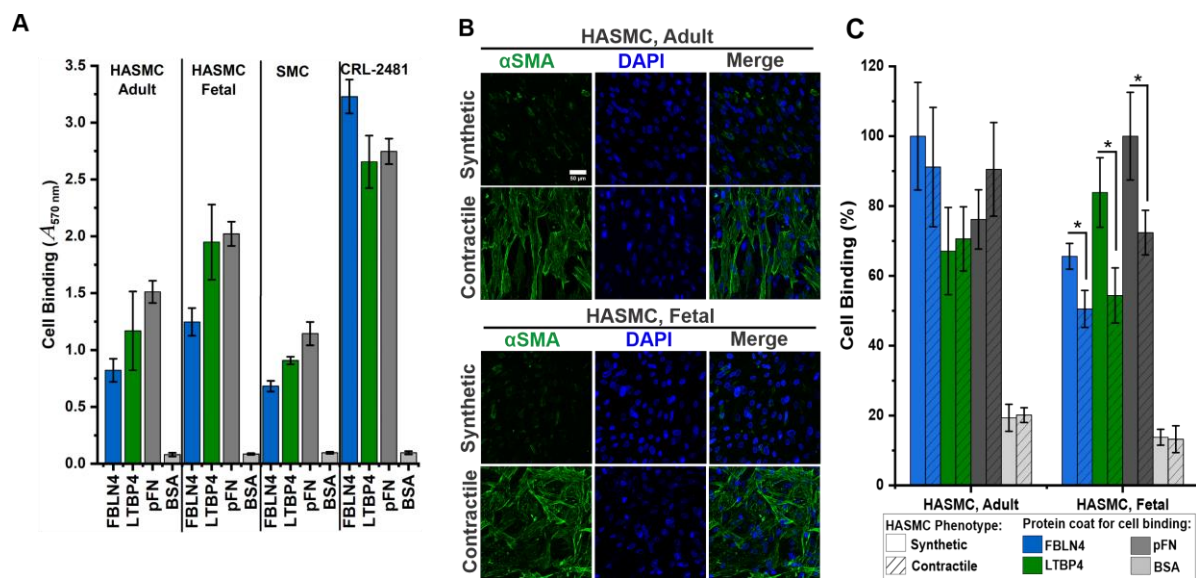 A
Cell Binding (A570 nm)
3.5
3.0
2.5
2.0
1.5
1.0
0.5
0.0
HASMC
Adult
HASMC
Fetal
SMC
CRL-2481
FBLN4
LTBP4
pFN
BSA
FBLN4
LTBP4
pFN
BSA
FBLN4
LTBP4
pFN
BSA
FBLN4
LTBP4
pFN
BSA
B
HASMC, Adult
αSMA DAPI Merge
Synthetic
50 μm
Contractile
HASMC, Fetal
αSMA DAPI Merge
Synthetic
Contractile
C
Cell Binding (%)
120
100
80
60
40
20
0
*
*
*
HASMC, Adult HASMC, Fetal
HASMC Phenotype:
Synthetic
Contractile
Protein coat for cell binding:
FBLN4 pFN
LTBP4 BSA